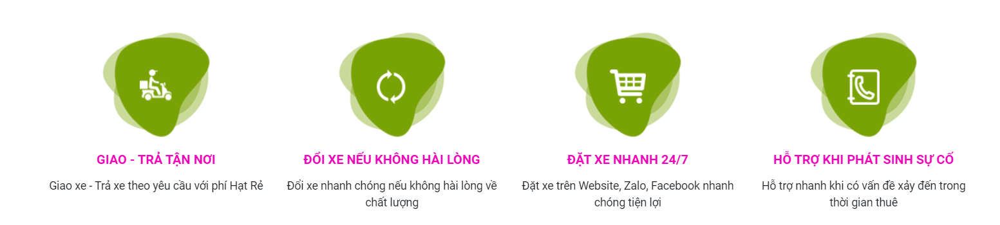 GIAO - TRẢ TẬN NƠI
Giao xe - Trả xe theo yêu cầu với phí Hạt Rẻ
ĐỔI XE NẾU KHÔNG HÀI LÒNG
Đổi xe nhanh chóng nếu không hài lòng về
chất lượng
ĐẶT XE NHANH 24/7
Đặt xe trên Website, Zalo, Facebook nhanh
chóng tiện lợi
HỖ TRỢ KHI PHÁT SINH SỰ CỐ
Hỗ trợ nhanh khi có vấn đề xảy đến trong
thời gian thuê